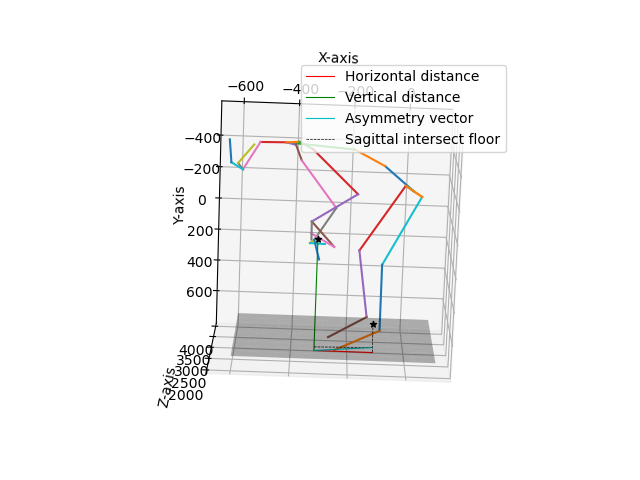 X-axis
−600
−400
−200
0
Horizontal distance
Vertical distance
Asymmetry vector
Sagittal intersect floor
Y-axis
−400
−200
0
200
400
600
Z-axis
4000
3500
3000
2500
2000